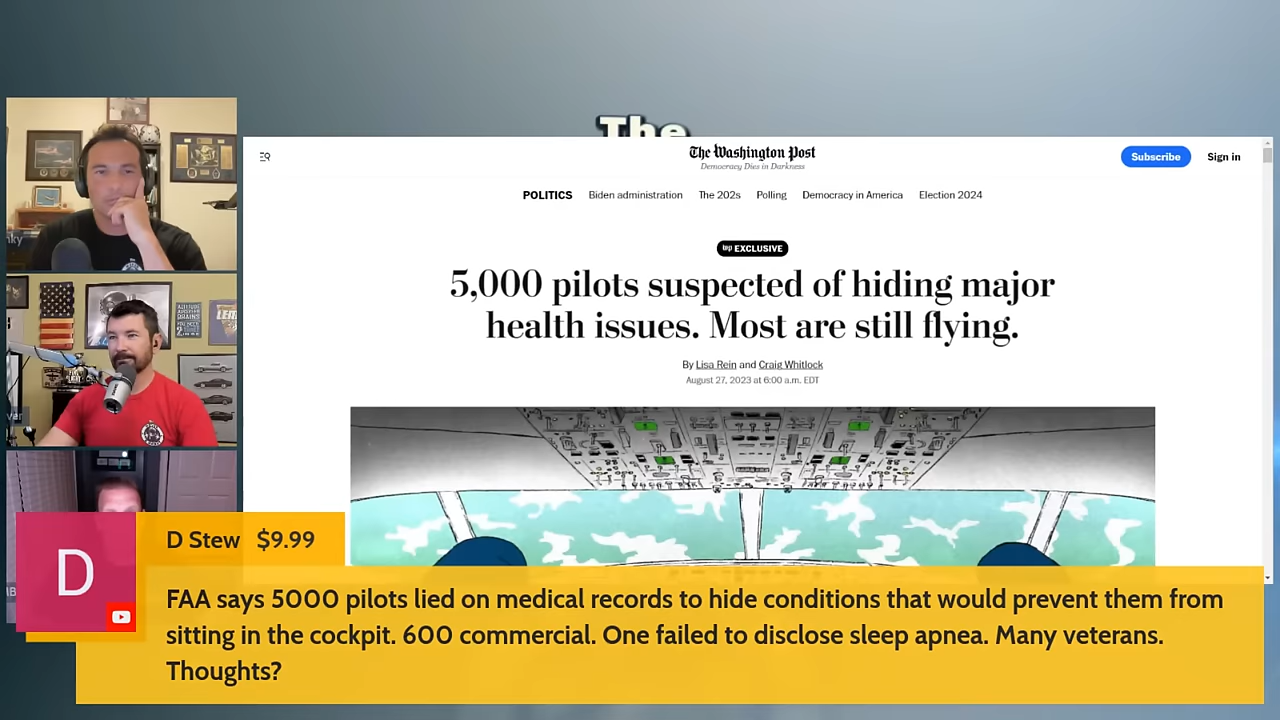 The
The Washington Post
Democracy Dies in Darkness
Subscribe
Sign in
POLITICS
Biden administration
The 202s
Polling
Democracy in America
Election 2024
wp EXCLUSIVE
5,000 pilots suspected of hiding major
health issues. Most are still flying.
By Lisa Rein and Craig Whitlock
August 27, 2023 at 6:00 a.m. EDT
D
D Stew $9.99
FAA says 5000 pilots lied on medical records to hide conditions that would prevent them from
sitting in the cockpit. 600 commercial. One failed to disclose sleep apnea. Many veterans.
Thoughts?